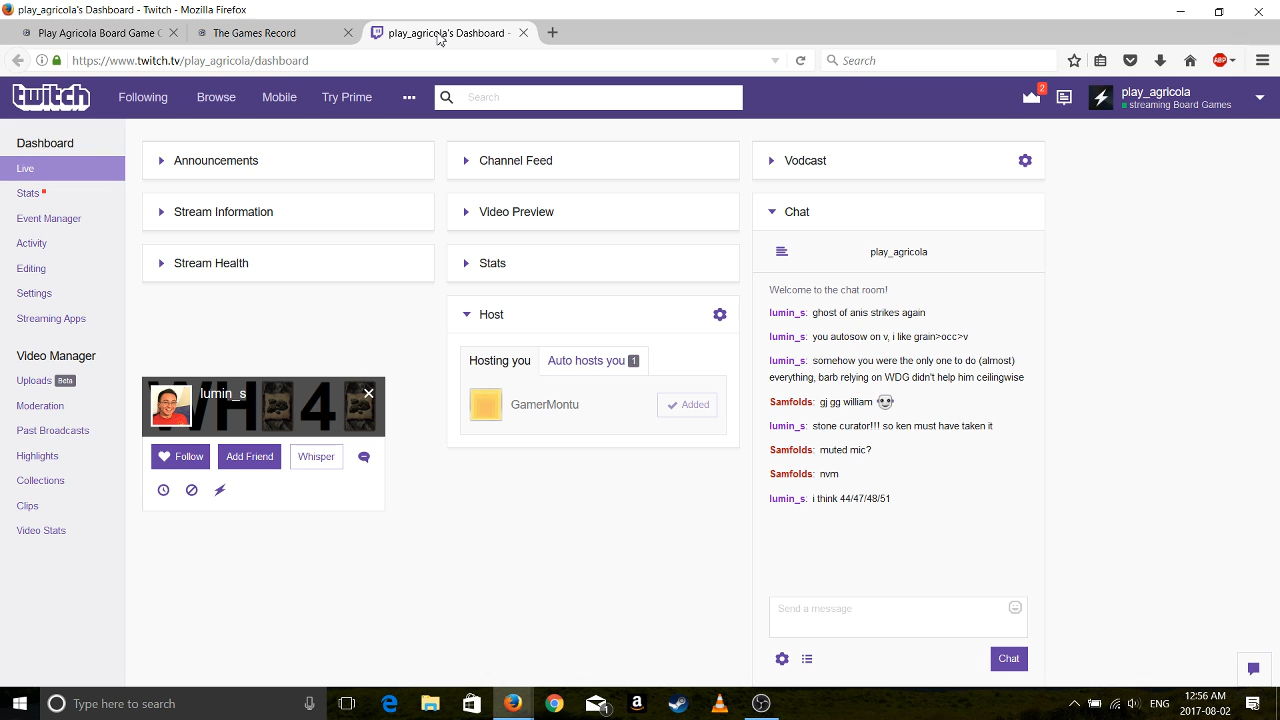 play_agricola's Dashboard - Twitch - Mozilla Firefox
Play Agricola Board Game
The Games Record
play_agricola's Dashboard -
https://www.twitch.tv/play_agricola/dashboard
Search
ABP
twitch
Following
Browse
Mobile
Try Prime
Search
2
play_agricola
streaming Board Games
Dashboard
Live
Stats
Event Manager
Activity
Editing
Settings
Streaming Apps
Video Manager
Uploads Beta
Moderation
Past Broadcasts
Highlights
Collections
Clips
Video Stats
Announcements
Stream Information
Stream Health
lumin_s
WH 4
Follow
Add Friend
Whisper
Channel Feed
Video Preview
Stats
Host
Hosting you
Auto hosts you 1
GamerMontu
Added
Vodcast
Chat
play_agricola
Welcome to the chat room!
lumin_s: ghost of anis strikes again
lumin_s: you autosow on v, i like grain>occ>v
lumin_s: somehow you were the only one to do (almost)
everything, barb relying on WDG didn't help him ceilingwise
Samfolds: gj gg william
lumin_s: stone curator!!! so ken must have taken it
Samfolds: muted mic?
Samfolds: nvm
lumin_s: i think 44/47/48/51
Send a message
Chat
Type here to search
1
ENG
12:56 AM
2017-08-02